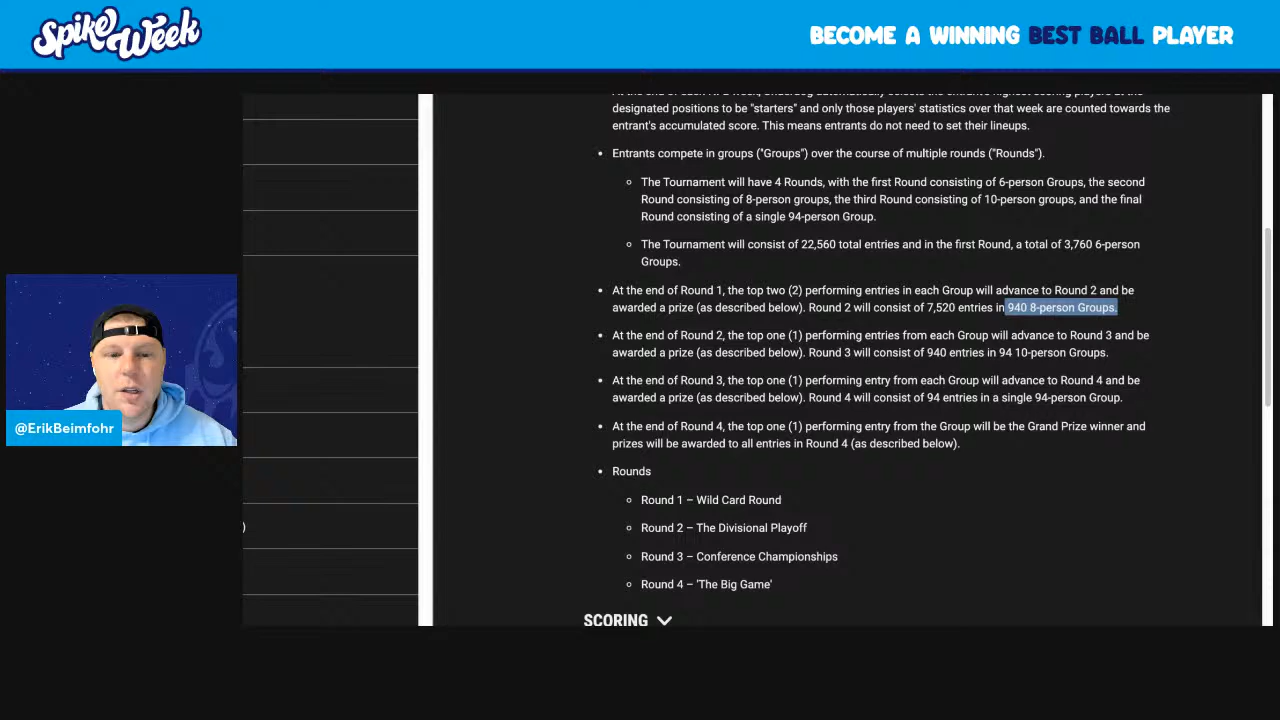 Spike Week
BECOME A WINNING BEST BALL PLAYER
designated positions to be "starters" and only those players' statistics over that week are counted towards the
entrant's accumulated score. This means entrants do not need to set their lineups.
• Entrants compete in groups ("Groups") over the course of multiple rounds ("Rounds").
The Tournament will have 4 Rounds, with the first Round consisting of 6-person Groups, the second
Round consisting of 8-person groups, the third Round consisting of 10-person groups, and the final
Round consisting of a single 94-person Group.
The Tournament will consist of 22,560 total entries and in the first Round, a total of 3,760 6-person
Groups.
• At the end of Round 1, the top two (2) performing entries in each Group will advance to Round 2 and be
awarded a prize (as described below). Round 2 will consist of 7,520 entries in 940 8-person Groups.
• At the end of Round 2, the top one (1) performing entries from each Group will advance to Round 3 and be
awarded a prize (as described below). Round 3 will consist of 940 entries in 94 10-person Groups.
• At the end of Round 3, the top one (1) performing entry from each Group will advance to Round 4 and be
awarded a prize (as described below). Round 4 will consist of 94 entries in a single 94-person Group.
• At the end of Round 4, the top one (1) performing entry from the Group will be the Grand Prize winner and
prizes will be awarded to all entries in Round 4 (as described below).
• Rounds
Round 1 – Wild Card Round
Round 2 – The Divisional Playoff
Round 3 – Conference Championships
Round 4 – 'The Big Game'
SCORING
@ErikBeimfohr
)